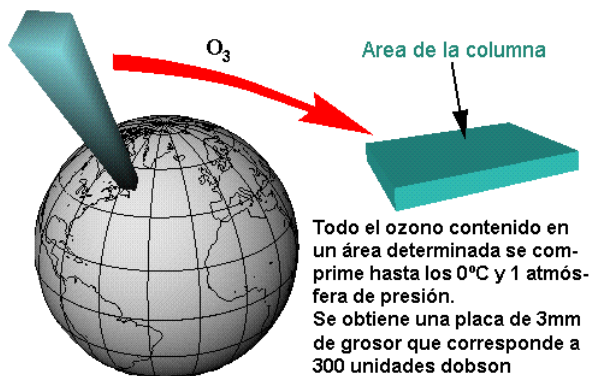 O3
Area de la columna
Todo el ozono contenido en
un área determinada se com-
prime hasta los 0ºC y 1 atmós-
fera de presión.
Se obtiene una placa de 3mm
de grosor que corresponde a
300 unidades dobson